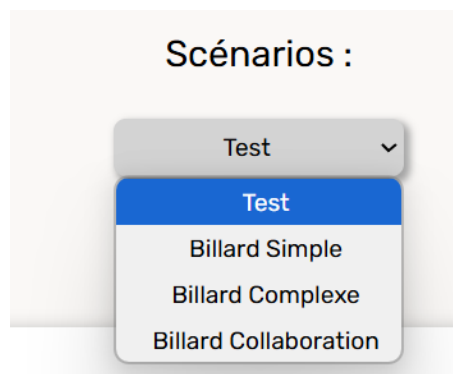 Scénarios :
Test
Test
Billard Simple
Billard Complexe
Billard Collaboration